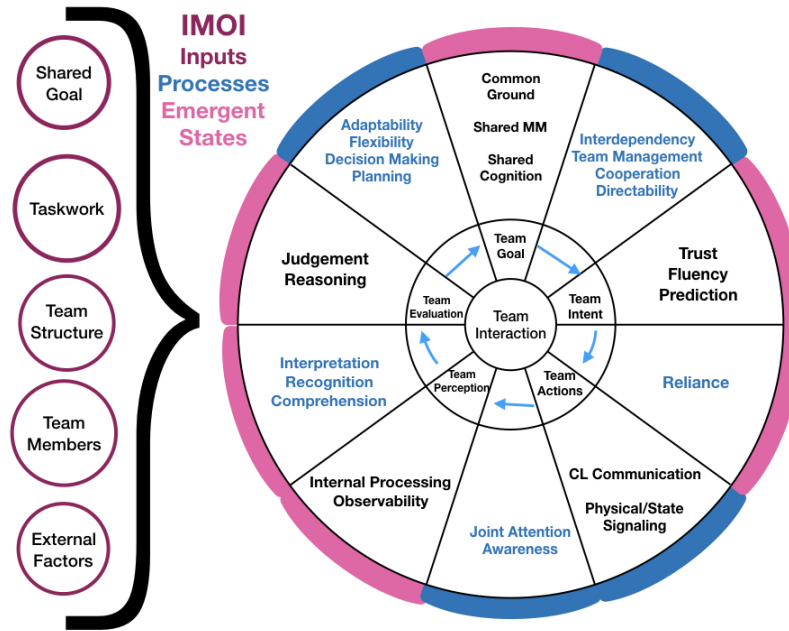 IMOI
Inputs
Processes
Emergent
States
Shared
Goal
Taskwork
Team
Structure
Team
Members
External
Factors
Common
Ground
Shared MM
Shared
Cognition
Interdependency
Team Management
Cooperation
Directability
Trust
Fluency
Prediction
Reliance
CL Communication
Physical/State
Signaling
Joint Attention
Awareness
Internal Processing
Observability
Interpretation
Recognition
Comprehension
Judgement
Reasoning
Adaptability
Flexibility
Decision Making
Planning
Team
Goal
Team
Intent
Team
Actions
Team
Perception
Team
Evaluation
Team
Interaction